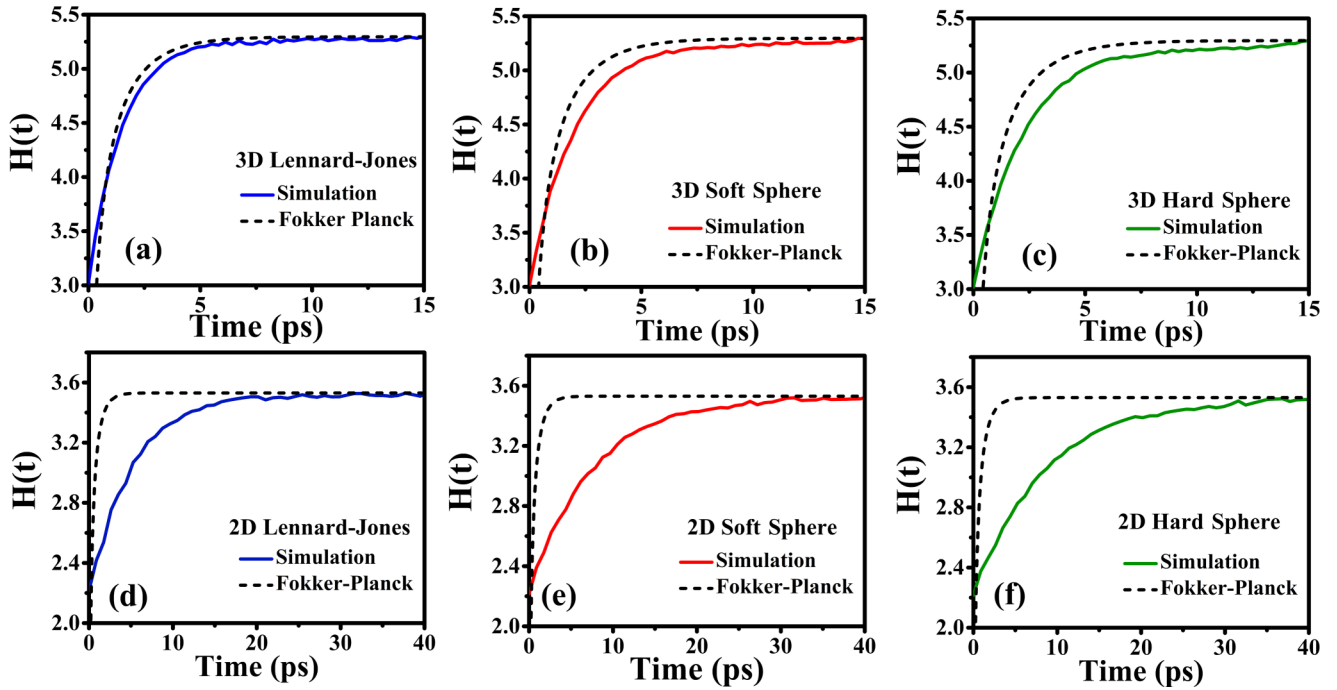 5.5
5.0
4.5
4.0
3.5
3.0
H(t)
3D Lennard-Jones
Simulation
Fokker Planck
(a)
0
5
10
15
Time (ps)
5.5
5.0
4.5
4.0
3.5
3.0
H(t)
3D Soft Sphere
Simulation
Fokker-Planck
(b)
0
5
10
15
Time (ps)
5.5
5.0
4.5
4.0
3.5
3.0
H(t)
3D Hard Sphere
Simulation
Fokker-Planck
(c)
0
5
10
15
Time (ps)
3.6
3.2
2.8
2.4
2.0
H(t)
2D Lennard-Jones
Simulation
Fokker-Planck
(d)
0
10
20
30
40
Time (ps)
3.6
3.2
2.8
2.4
2.0
H(t)
2D Soft Sphere
Simulation
Fokker-Planck
(e)
0
10
20
30
40
Time (ps)
3.6
3.2
2.8
2.4
2.0
H(t)
2D Hard Sphere
Simulation
Fokker-Planck
(f)
0
10
20
30
40
Time (ps)